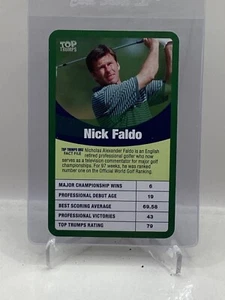 TOP
TRUMPS
Nick Faldo
TOP TRUMPS
FACT FILE
Nicholas Alexander Faldo is an English
retired professional golfer who now
serves as a television commentator for major golf
championships. For 97 weeks, he was ranked
number one on the Official World Golf Ranking.
MAJOR CHAMPIONSHIP WINS 6
PROFESSIONAL DEBUT AGE 19
BEST SCORING AVERAGE 69.58
PROFESSIONAL VICTORIES 43
TOP TRUMPS RATING 79